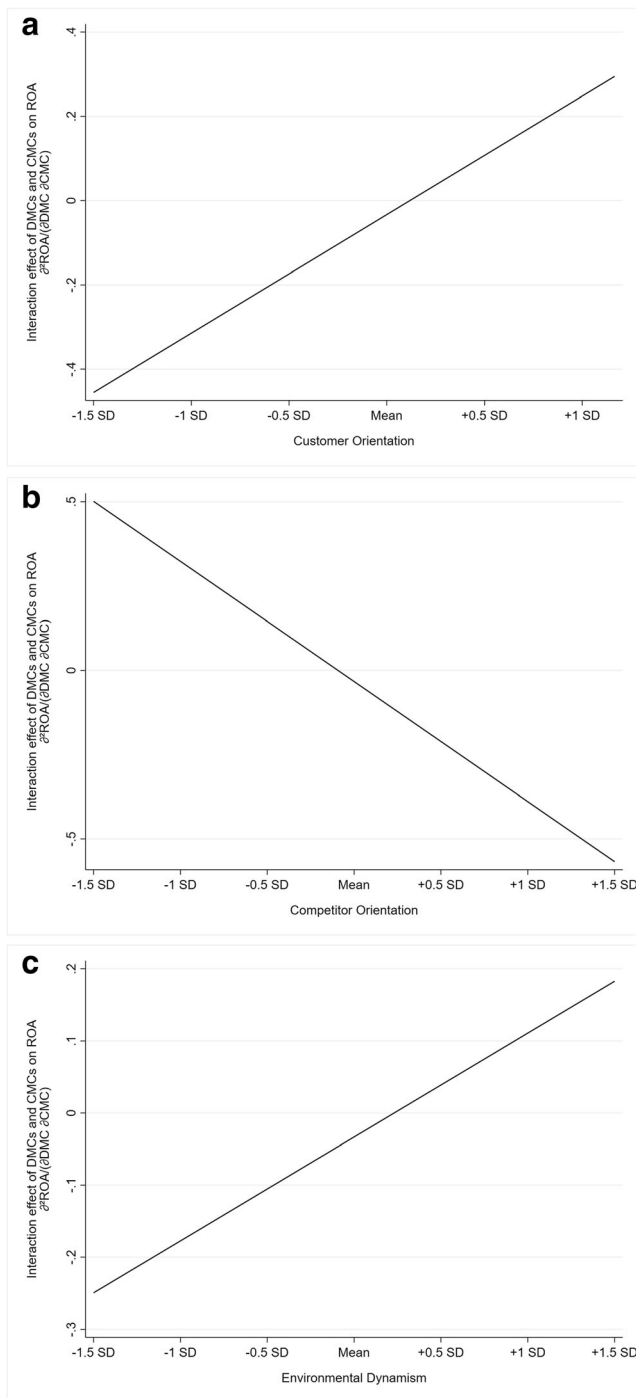 a
Interaction effect of DMCs and CMCs on ROA
∂²ROA/(∂DMC ∂CMC)
.4
.2
0
-.2
-.4
-1.5 SD -1 SD -0.5 SD Mean +0.5 SD +1 SD
Customer Orientation
b
Interaction effect of DMCs and CMCs on ROA
∂²ROA/(∂DMC ∂CMC)
.5
0
-.5
-1.5 SD -1 SD -0.5 SD Mean +0.5 SD +1 SD +1.5 SD
Competitor Orientation
c
Interaction effect of DMCs and CMCs on ROA
∂²ROA/(∂DMC ∂CMC)
.2
.1
0
-.1
-.2
-.3
-1.5 SD -1 SD -0.5 SD Mean +0.5 SD +1 SD +1.5 SD
Environmental Dynamism